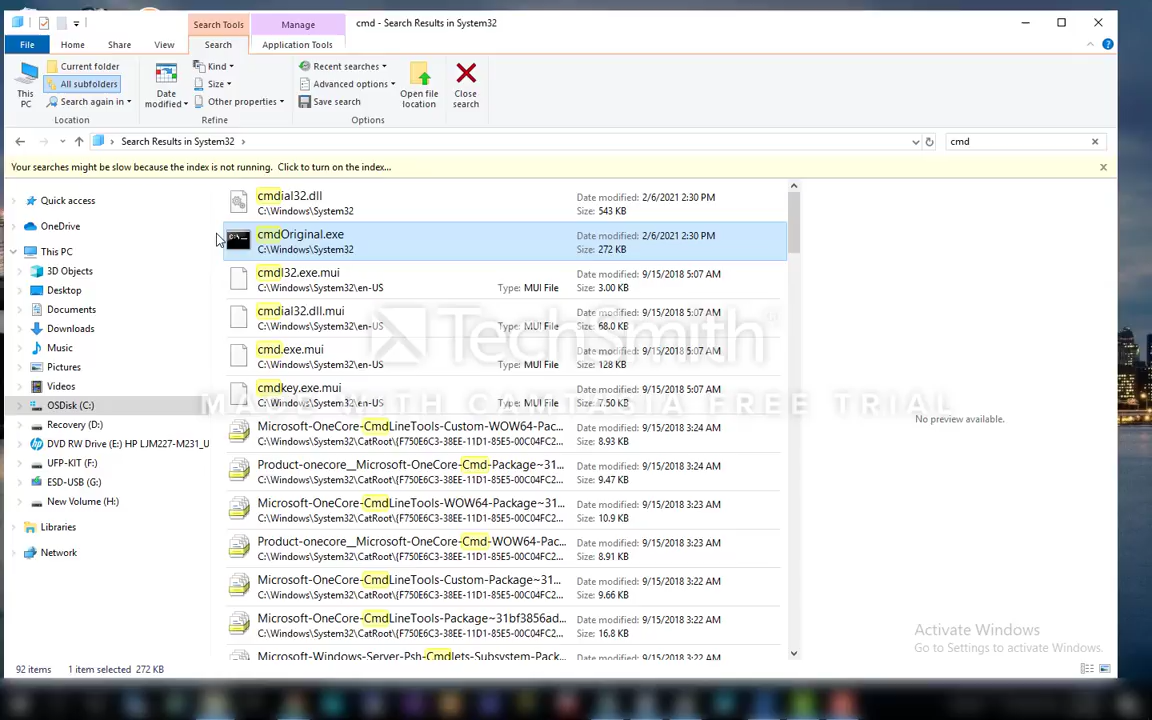 Search Tools
Manage
cmd - Search Results in System32
File
Home
Share
View
Search
Application Tools
This PC
Current folder
All subfolders
Search again in
Location
Date modified
Kind
Size
Other properties
Refine
Recent searches
Advanced options
Save search
Options
Open file location
Close search
Search Results in System32
cmd
Your searches might be slow because the index is not running. Click to turn on the index...
Quick access
OneDrive
This PC
3D Objects
Desktop
Documents
Downloads
Music
Pictures
Videos
OSDisk (C:)
Recovery (D:)
DVD RW Drive (E:) HP LJM227-M231_U
UFP-KIT (F:)
ESD-USB (G:)
New Volume (H:)
Libraries
Network
cmdial32.dll
Date modified: 2/6/2021 2:30 PM
C:\Windows\System32
Size: 543 KB
cmdOriginal.exe
Date modified: 2/6/2021 2:30 PM
C:\Windows\System32
Size: 272 KB
cmdl32.exe.mui
Date modified: 9/15/2018 5:07 AM
C:\Windows\System32\en-US
Type: MUI File
Size: 3.00 KB
cmdial32.dll.mui
Date modified: 9/15/2018 5:07 AM
C:\Windows\System32\en-US
Type: MUI File
Size: 68.0 KB
cmd.exe.mui
Date modified: 9/15/2018 5:07 AM
C:\Windows\System32\en-US
Type: MUI File
Size: 128 KB
cmdkey.exe.mui
Date modified: 9/15/2018 5:07 AM
C:\Windows\System32\en-US
Type: MUI File
Size: 7.50 KB
Microsoft-OneCore-CmdLineTools-Custom-WOW64-Pac...
Date modified: 9/15/2018 3:24 AM
C:\Windows\System32\CatRoot\{F750E6C3-38EE-11D1-85E5-00C04FC2...
Size: 8.93 KB
Product-onecore__Microsoft-OneCore-Cmd-Package~31...
Date modified: 9/15/2018 3:24 AM
C:\Windows\System32\CatRoot\{F750E6C3-38EE-11D1-85E5-00C04FC2...
Size: 9.47 KB
Microsoft-OneCore-CmdLineTools-WOW64-Package~31...
Date modified: 9/15/2018 3:23 AM
C:\Windows\System32\CatRoot\{F750E6C3-38EE-11D1-85E5-00C04FC2...
Size: 10.9 KB
Product-onecore__Microsoft-OneCore-Cmd-WOW64-Pac...
Date modified: 9/15/2018 3:23 AM
C:\Windows\System32\CatRoot\{F750E6C3-38EE-11D1-85E5-00C04FC2...
Size: 8.91 KB
Microsoft-OneCore-CmdLineTools-Custom-Package~31...
Date modified: 9/15/2018 3:22 AM
C:\Windows\System32\CatRoot\{F750E6C3-38EE-11D1-85E5-00C04FC2...
Size: 9.66 KB
Microsoft-OneCore-CmdLineTools-Package~31bf3856ad...
Date modified: 9/15/2018 3:22 AM
C:\Windows\System32\CatRoot\{F750E6C3-38EE-11D1-85E5-00C04FC2...
Size: 16.8 KB
Microsoft-Windows-Server-Psh-Cmdlets-Subsystem-Pack...
Date modified: 9/15/2018 3:22 AM
No preview available.
TechSmith®
MADE WITH CAMTASIA FREE TRIAL
Activate Windows
Go to Settings to activate Windows.
92 items
1 item selected 272 KB